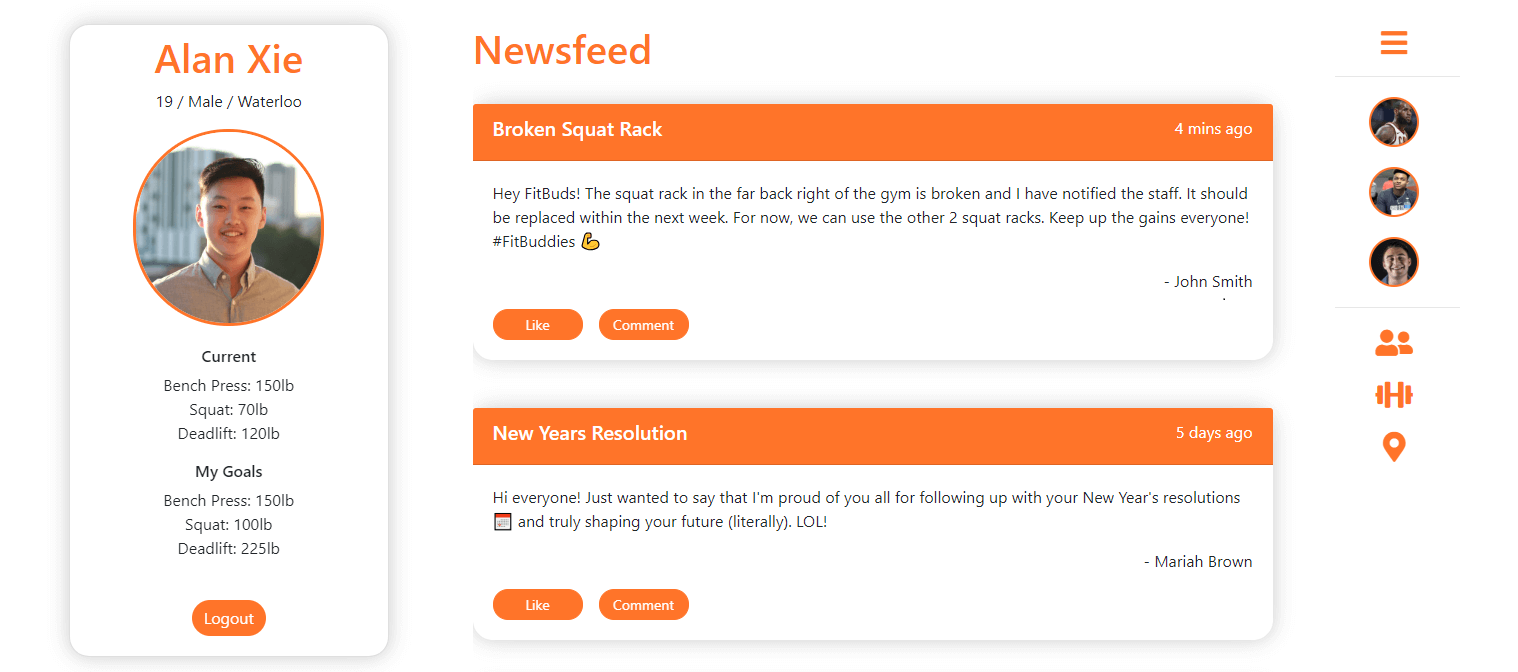 Alan Xie
19 / Male / Waterloo
Current
Bench Press: 150lb
Squat: 70lb
Deadlift: 120lb
My Goals
Bench Press: 150lb
Squat: 100lb
Deadlift: 225lb
Logout
Newsfeed
Broken Squat Rack
4 mins ago
Hey FitBuds! The squat rack in the far back right of the gym is broken and I have notified the staff. It should
be replaced within the next week. For now, we can use the other 2 squat racks. Keep up the gains everyone!
#FitBuddies 💪
- John Smith
Like
Comment
New Years Resolution
5 days ago
Hi everyone! Just wanted to say that I'm proud of you all for following up with your New Year's resolutions
📅 and truly shaping your future (literally). LOL!
- Mariah Brown
Like
Comment